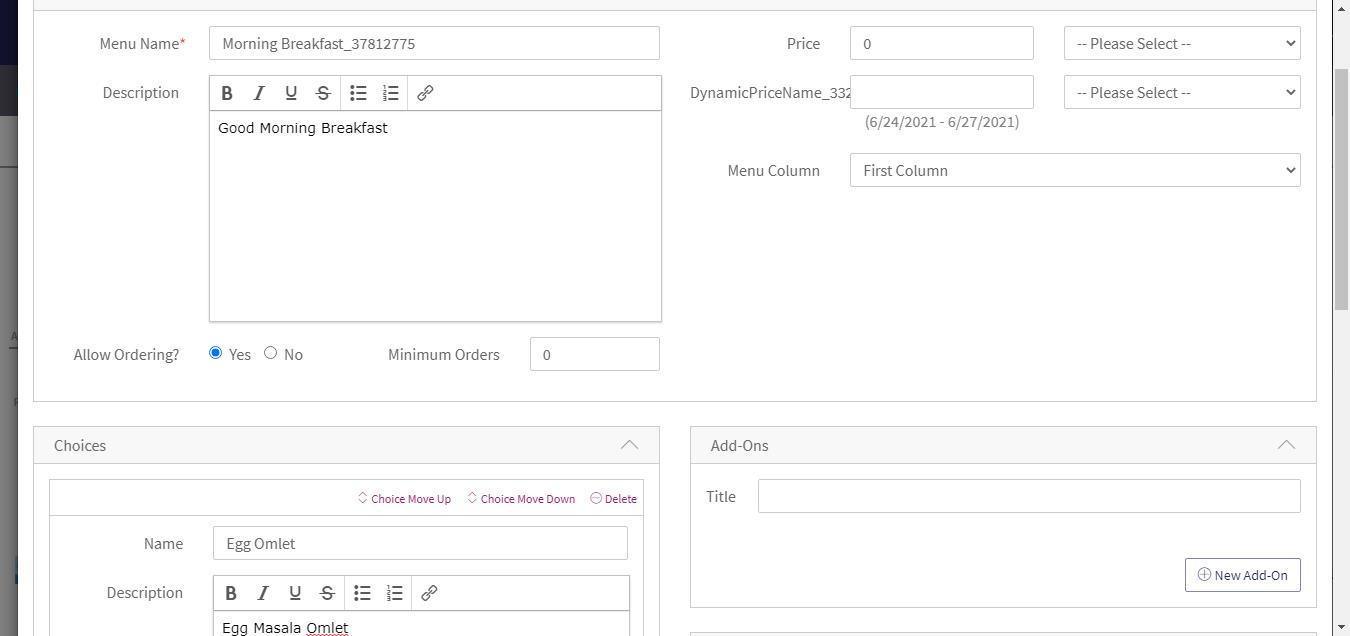 Menu Name* Morning Breakfast_37812775 Price 0 -- Please Select --
Description B I U S DynamicPriceName_332 -- Please Select --
Good Morning Breakfast (6/24/2021 - 6/27/2021)
Menu Column First Column
Allow Ordering? Yes No Minimum Orders 0
Choices
Choice Move Up Choice Move Down Delete
Name Egg Omlet
Description B I U S
Egg Masala Omlet
Add-Ons
Title
New Add-On